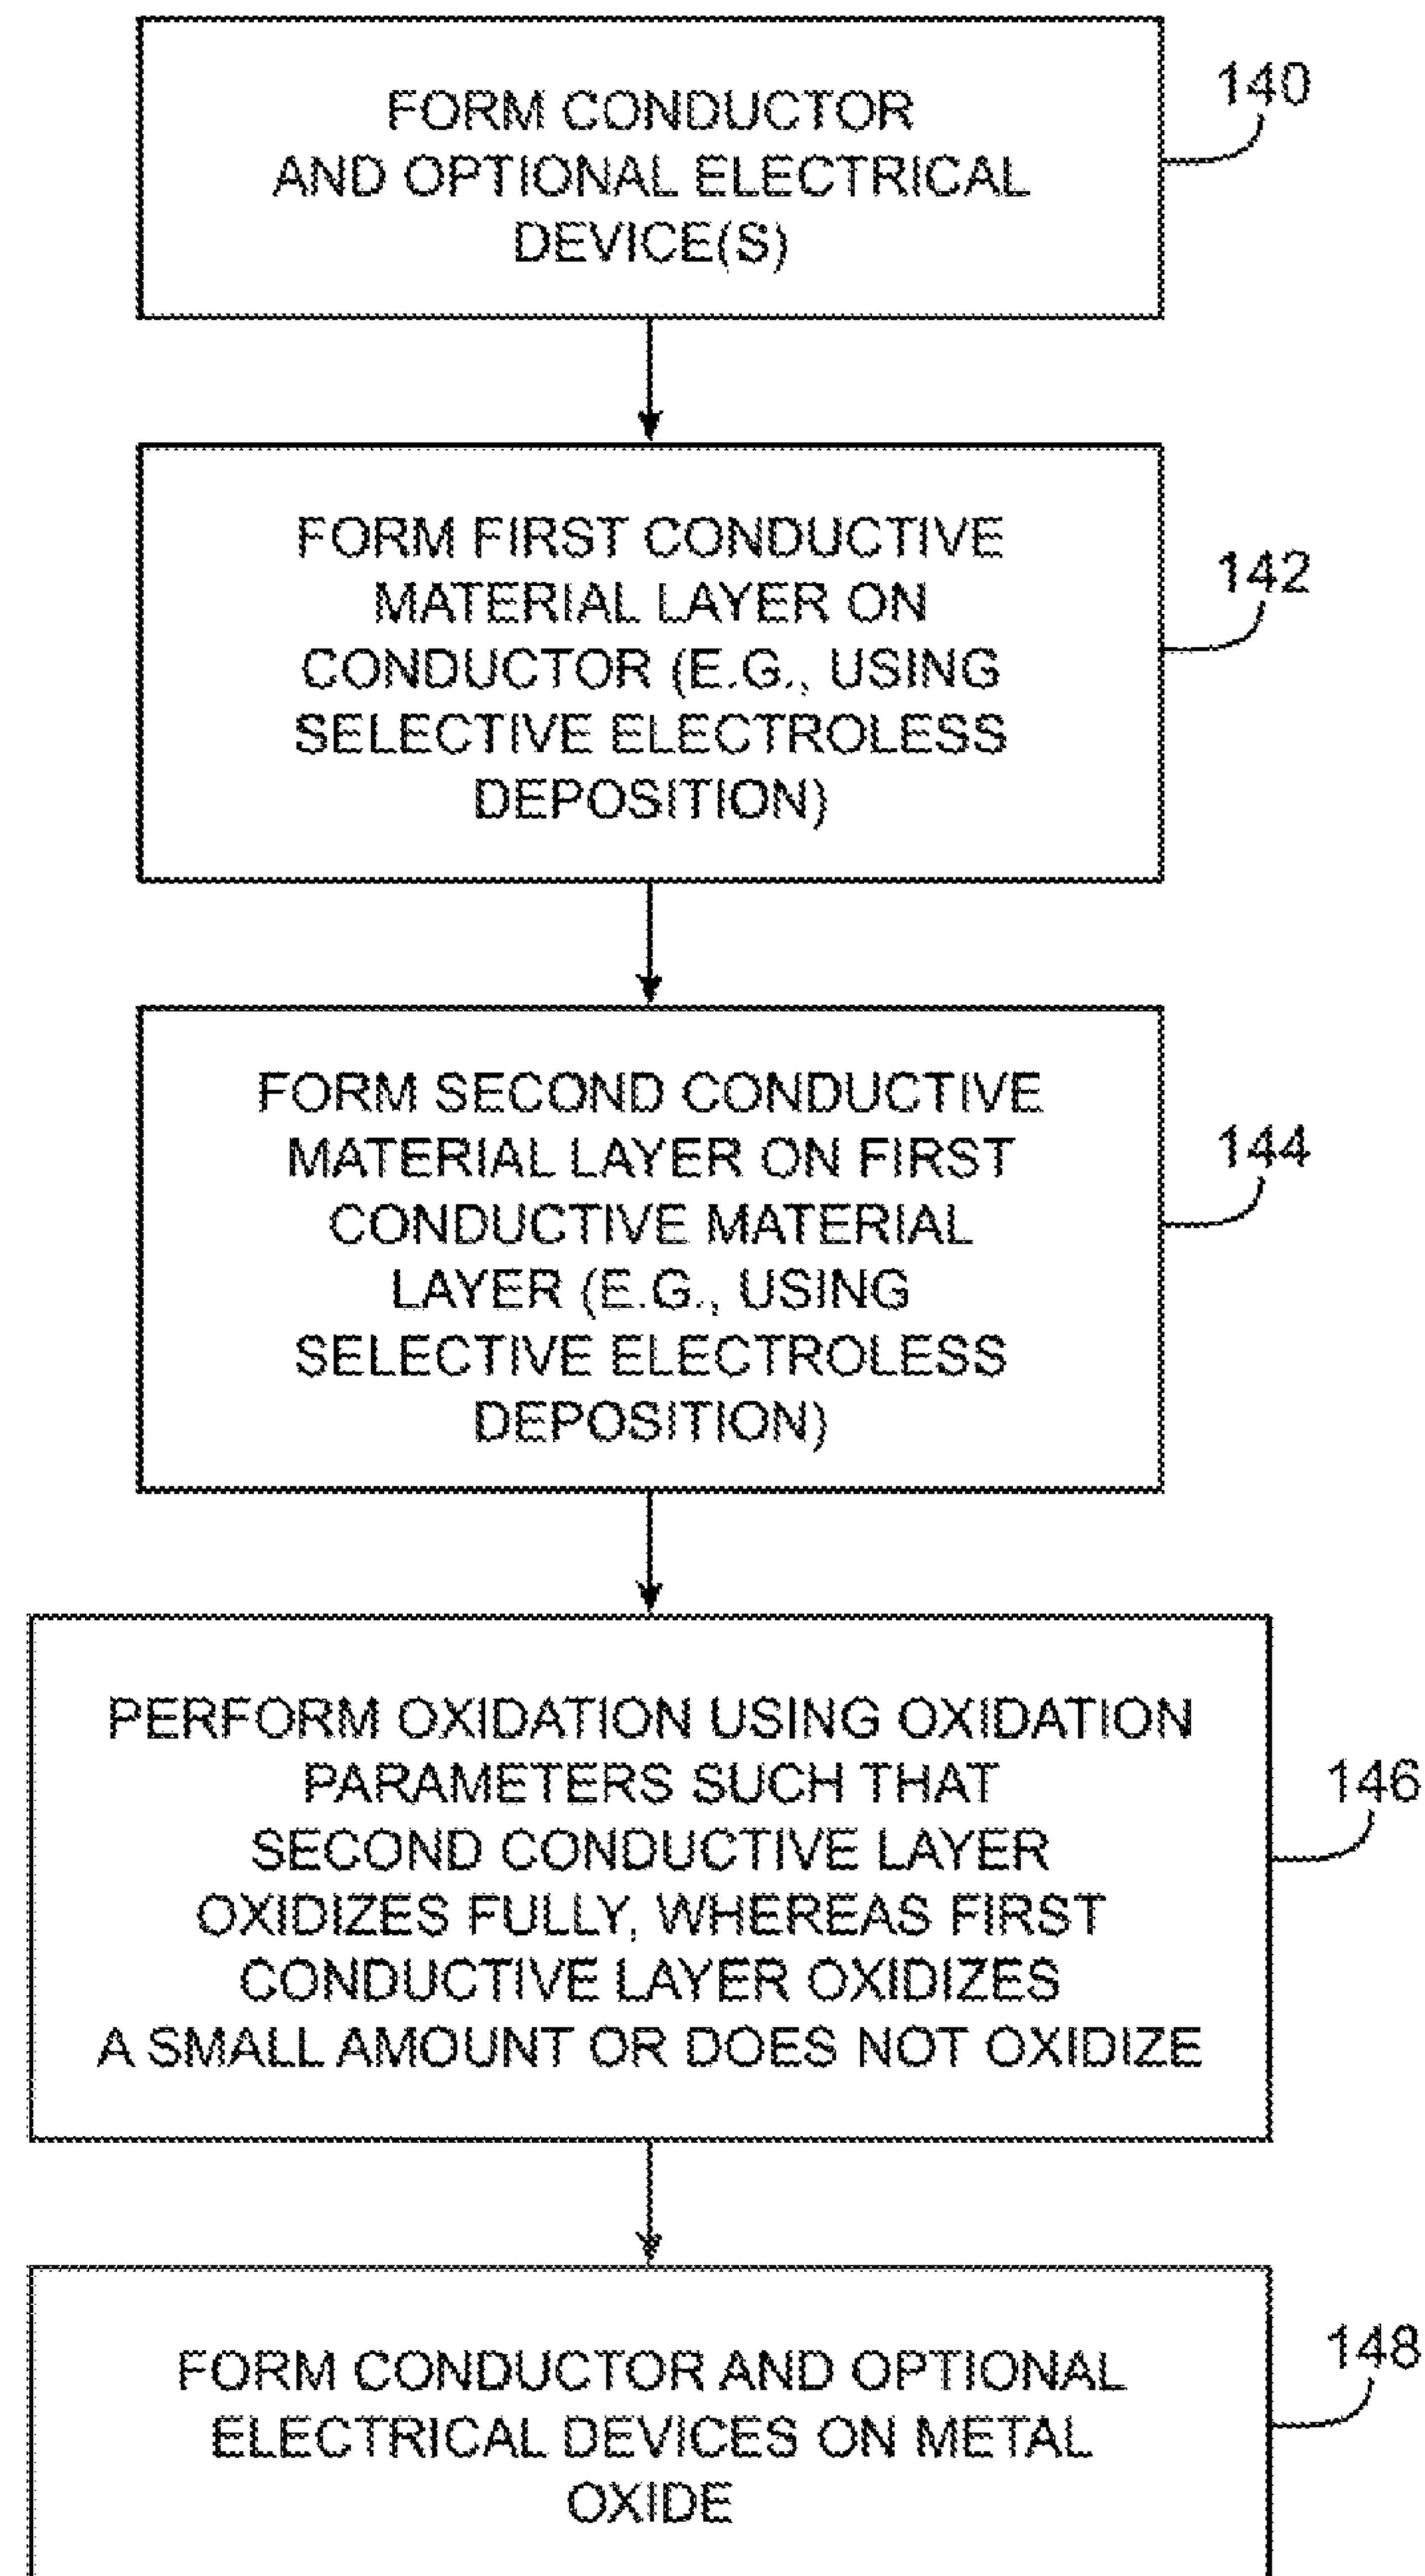 FORM CONDUCTOR
AND OPTIONAL ELECTRICAL
DEVICE(S)
140
FORM FIRST CONDUCTIVE
MATERIAL LAYER ON
CONDUCTOR (E.G., USING
SELECTIVE ELECTROLESS
DEPOSITION)
142
FORM SECOND CONDUCTIVE
MATERIAL LAYER ON FIRST
CONDUCTIVE MATERIAL
LAYER (E.G., USING
SELECTIVE ELECTROLESS
DEPOSITION)
144
PERFORM OXIDATION USING OXIDATION
PARAMETERS SUCH THAT
SECOND CONDUCTIVE LAYER
OXIDIZES FULLY, WHEREAS FIRST
CONDUCTIVE LAYER OXIDIZES
A SMALL AMOUNT OR DOES NOT OXIDIZE
146
FORM CONDUCTOR AND OPTIONAL
ELECTRICAL DEVICES ON METAL
OXIDE
148